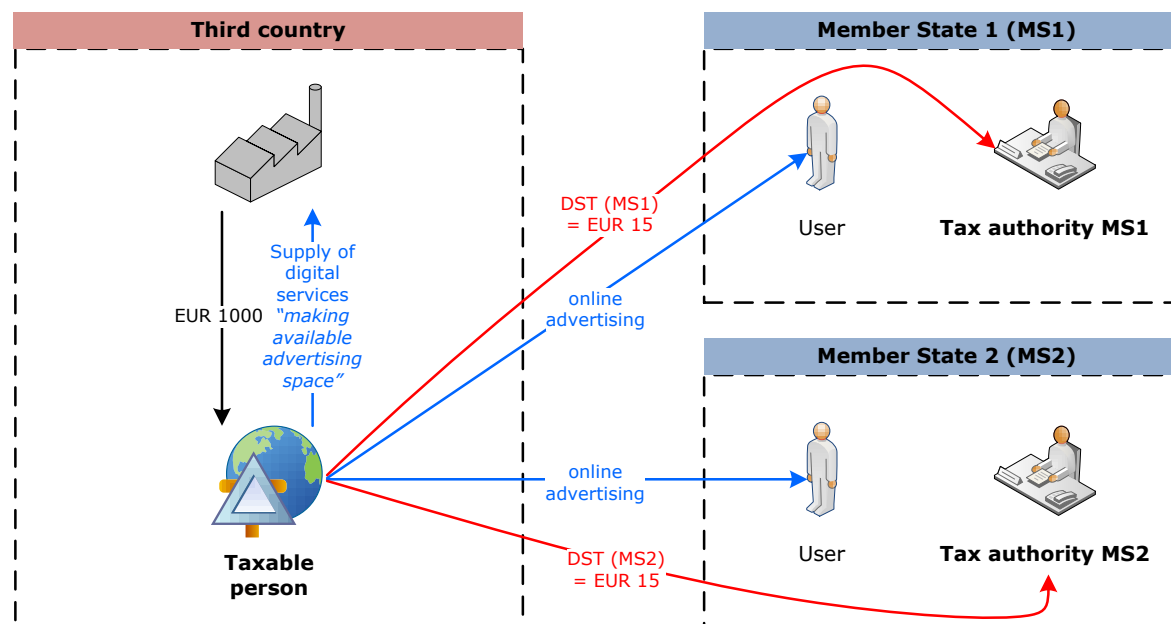 Third country
Member State 1 (MS1)
DST (MS1)
= EUR 15
User
Tax authority MS1
Supply of
digital
services
“making
available
advertising
space”
EUR 1000
online
advertising
Member State 2 (MS2)
online
advertising
Taxable
person
DST (MS2)
= EUR 15
User
Tax authority MS2